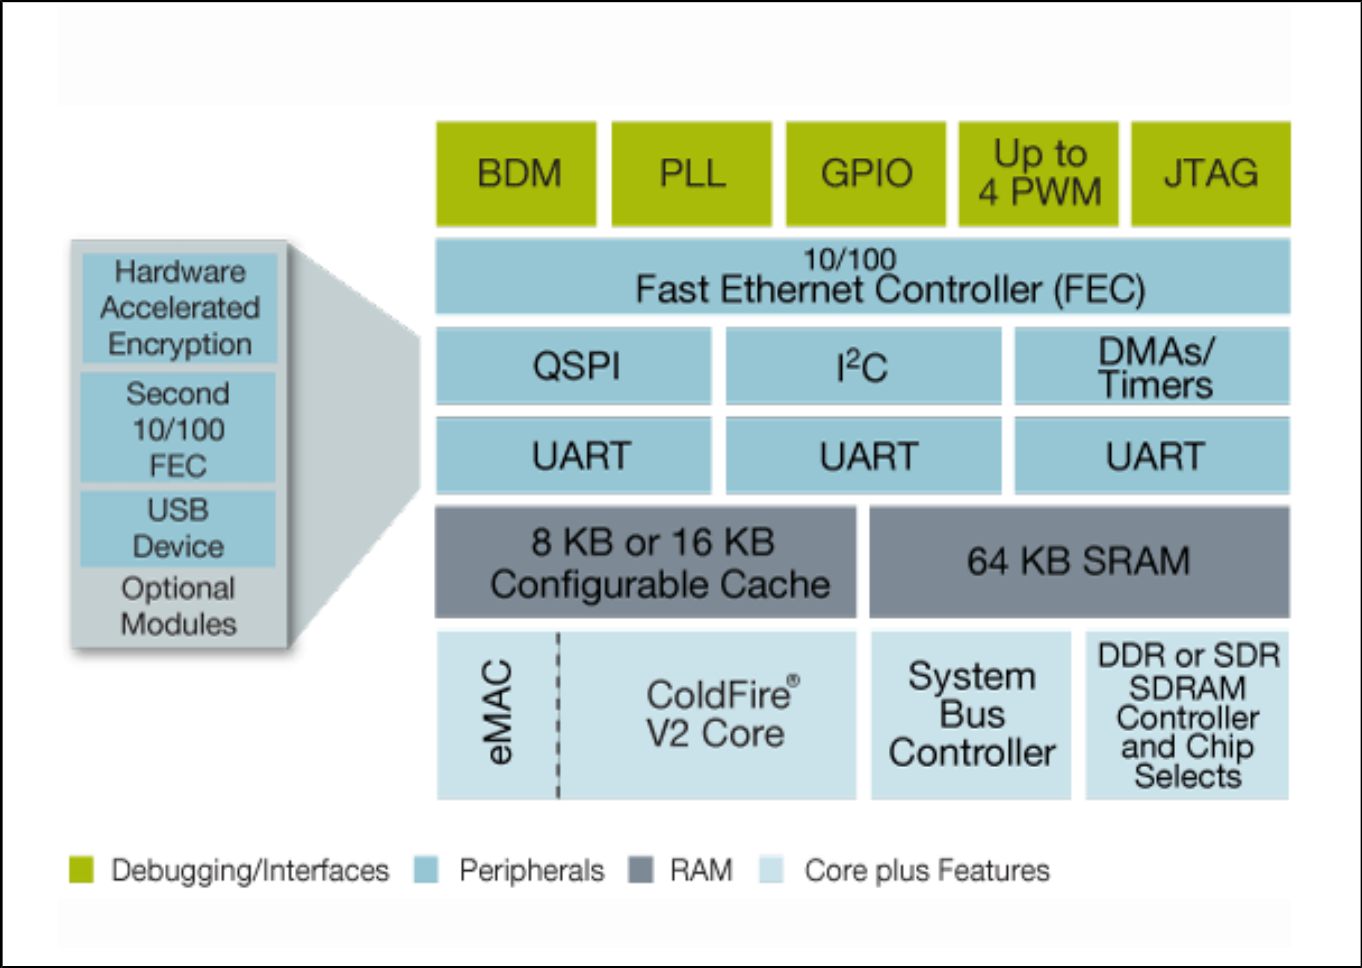 BDM
PLL
GPIO
Up to
4 PWM
JTAG
10/100
Fast Ethernet Controller (FEC)
Hardware
Accelerated
Encryption
Second
10/100
FEC
USB
Device
Optional
Modules
QSPI
I²C
DMAs/
Timers
UART
UART
UART
8 KB or 16 KB
Configurable Cache
64 KB SRAM
eMAC
ColdFire®
V2 Core
System
Bus
Controller
DDR or SDR
SDRAM
Controller
and Chip
Selects
Debugging/Interfaces
Peripherals
RAM
Core plus Features